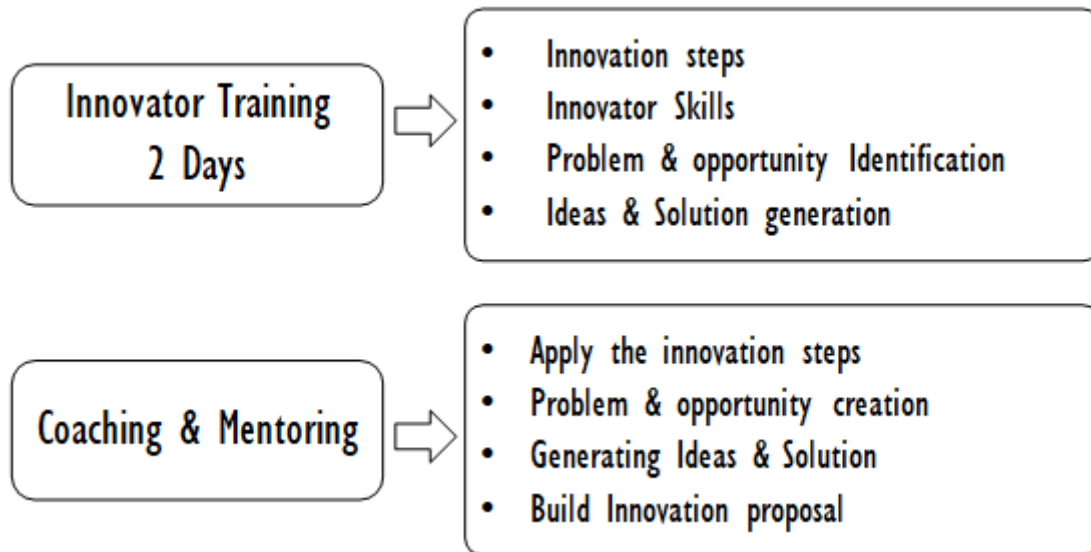 Innovator Training
2 Days
• Innovation steps
• Innovator Skills
• Problem & opportunity Identification
• Ideas & Solution generation
Coaching & Mentoring
• Apply the innovation steps
• Problem & opportunity creation
• Generating Ideas & Solution
• Build Innovation proposal